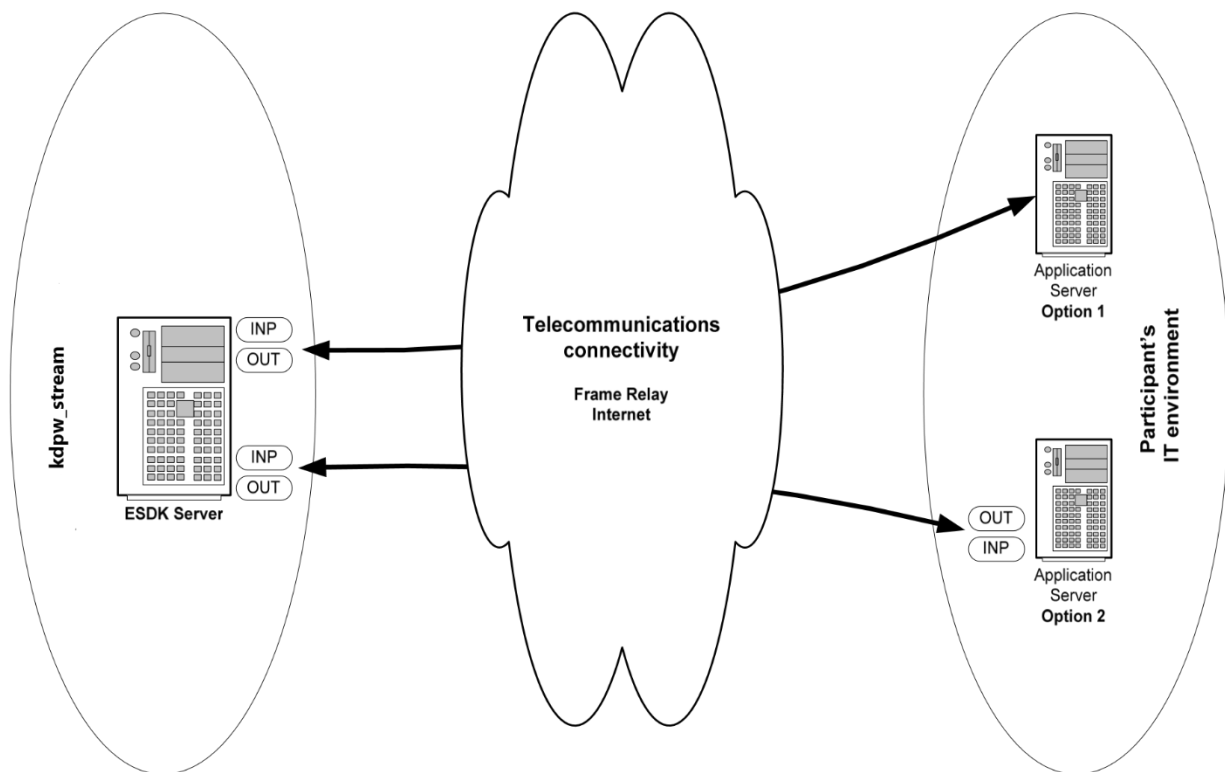 kdpw_stream
INP
OUT
INP
OUT
ESDK Server
Telecommunications
connectivity
Frame Relay
Internet
Application
Server
Option 1
OUT
INP
Application
Server
Option 2
Participant's
IT environment